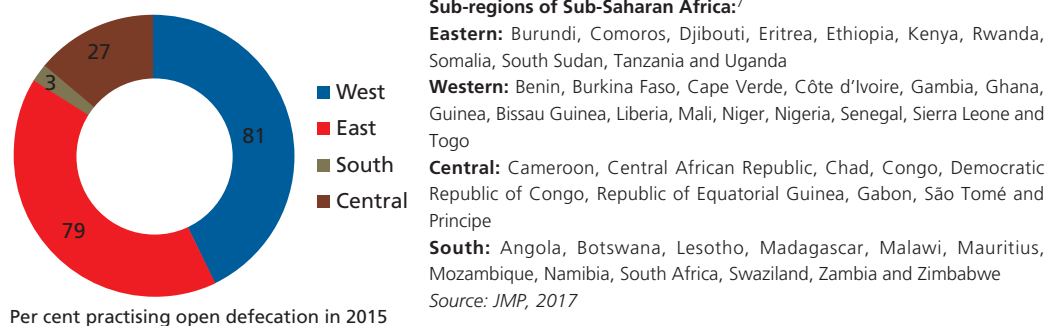 27
3
81
79
West
East
South
Central
Per cent practising open defecation in 2015
Sub-regions of Sub-Saharan Africa:7
Eastern: Burundi, Comoros, Djibouti, Eritrea, Ethiopia, Kenya, Rwanda,
Somalia, South Sudan, Tanzania and Uganda
Western: Benin, Burkina Faso, Cape Verde, Côte d’Ivoire, Gambia, Ghana,
Guinea, Bissau Guinea, Liberia, Mali, Niger, Nigeria, Senegal, Sierra Leone and
Togo
Central: Cameroon, Central African Republic, Chad, Congo, Democratic
Republic of Congo, Republic of Equatorial Guinea, Gabon, São Tomé and
Principe
South: Angola, Botswana, Lesotho, Madagascar, Malawi, Mauritius,
Mozambique, Namibia, South Africa, Swaziland, Zambia and Zimbabwe
Source: JMP, 2017